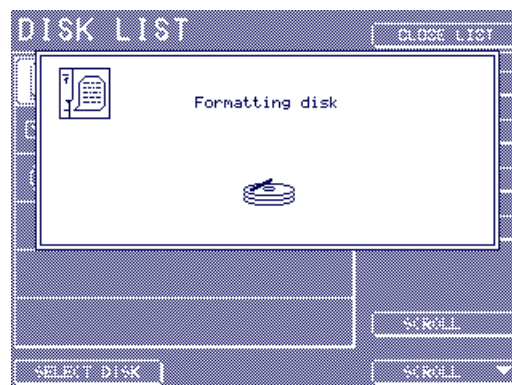 DISK LIST
CLOSE LIST
Formatting disk
SCROLL
SELECT DISK
SCROLL